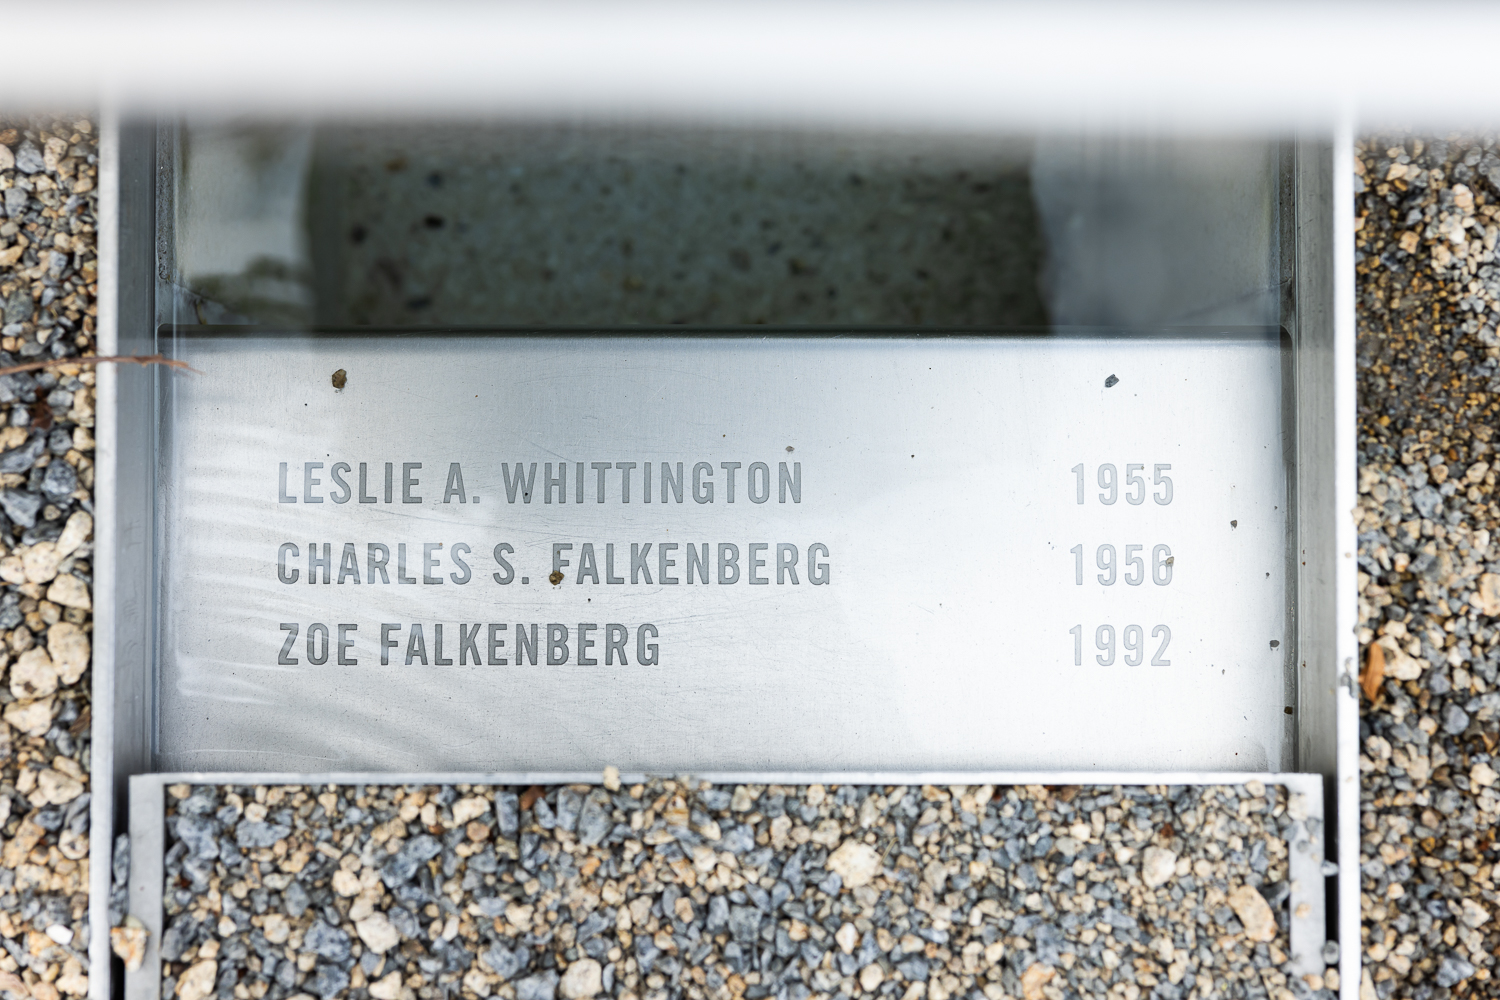 LESLIE A. WHITTINGTON 1955
CHARLES S. FALKENBERG 1956
ZOE FALKENBERG 1992